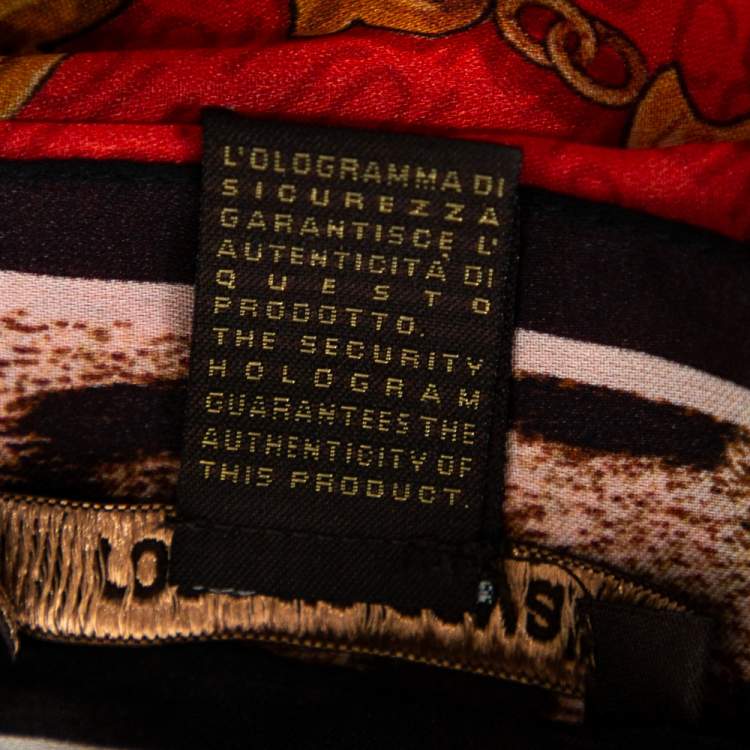 L'OLOGRAMMA DI
SICUREZZA
GARANTISCE L'
AUTENTICITÀ DI
QUESTO
PRODOTTO.
THE SECURITY
HOLOGRAM
GUARANTEES THE
AUTHENTICITY OF
THIS PRODUCT.